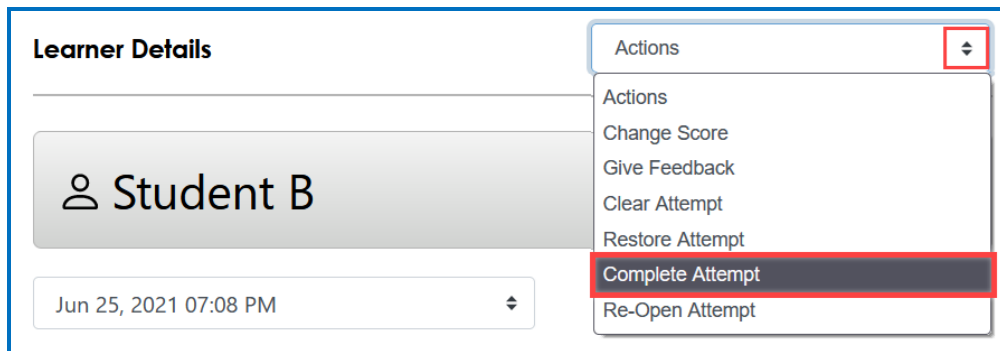 Learner Details
Actions
Actions
Change Score
Give Feedback
Clear Attempt
Restore Attempt
Complete Attempt
Re-Open Attempt
Student B
Jun 25, 2021 07:08 PM